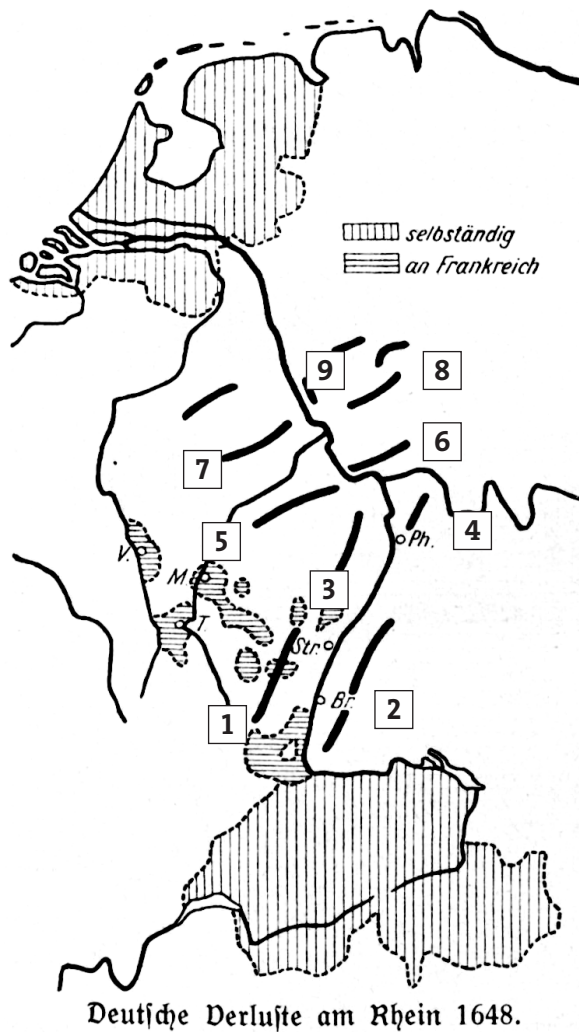 selbständig
an Frankreich
9
8
6
7
4
Ph.
V.
5
M.
3
T.
Str.
1
Br.
2
Deutsche Verluste am Rhein 1648.